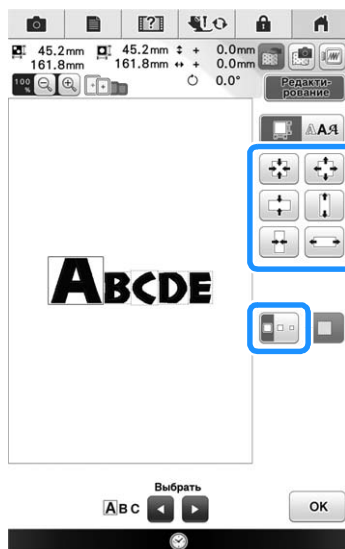 45.2mm 45.2mm + 0.0mm
161.8mm 161.8mm + 0.0mm
100 % 0.0°
Редакти-
рование
AAA
ABCDE
Выбрать
ABC OK